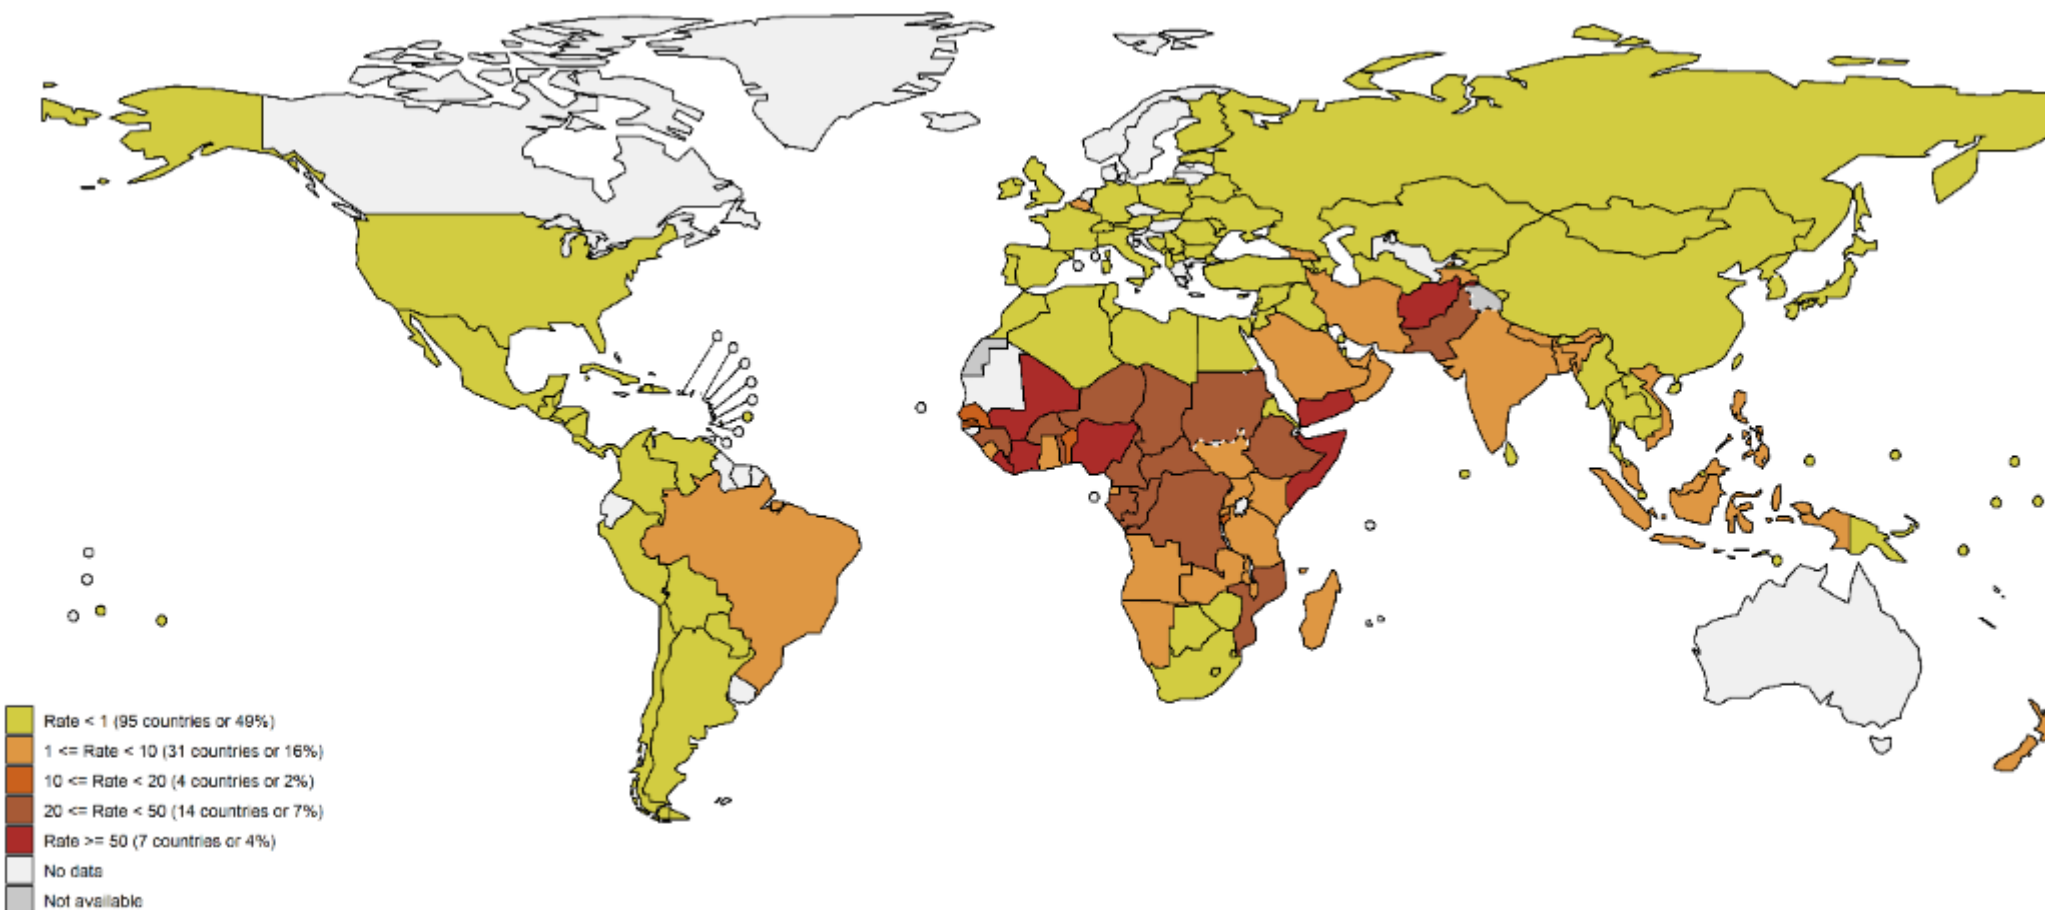 Rate < 1 (95 countries or 49%)
1 <= Rate < 10 (31 countries or 16%)
10 <= Rate < 20 (4 countries or 2%)
20 <= Rate < 50 (14 countries or 7%)
Rate >= 50 (7 countries or 4%)
No data
Not available